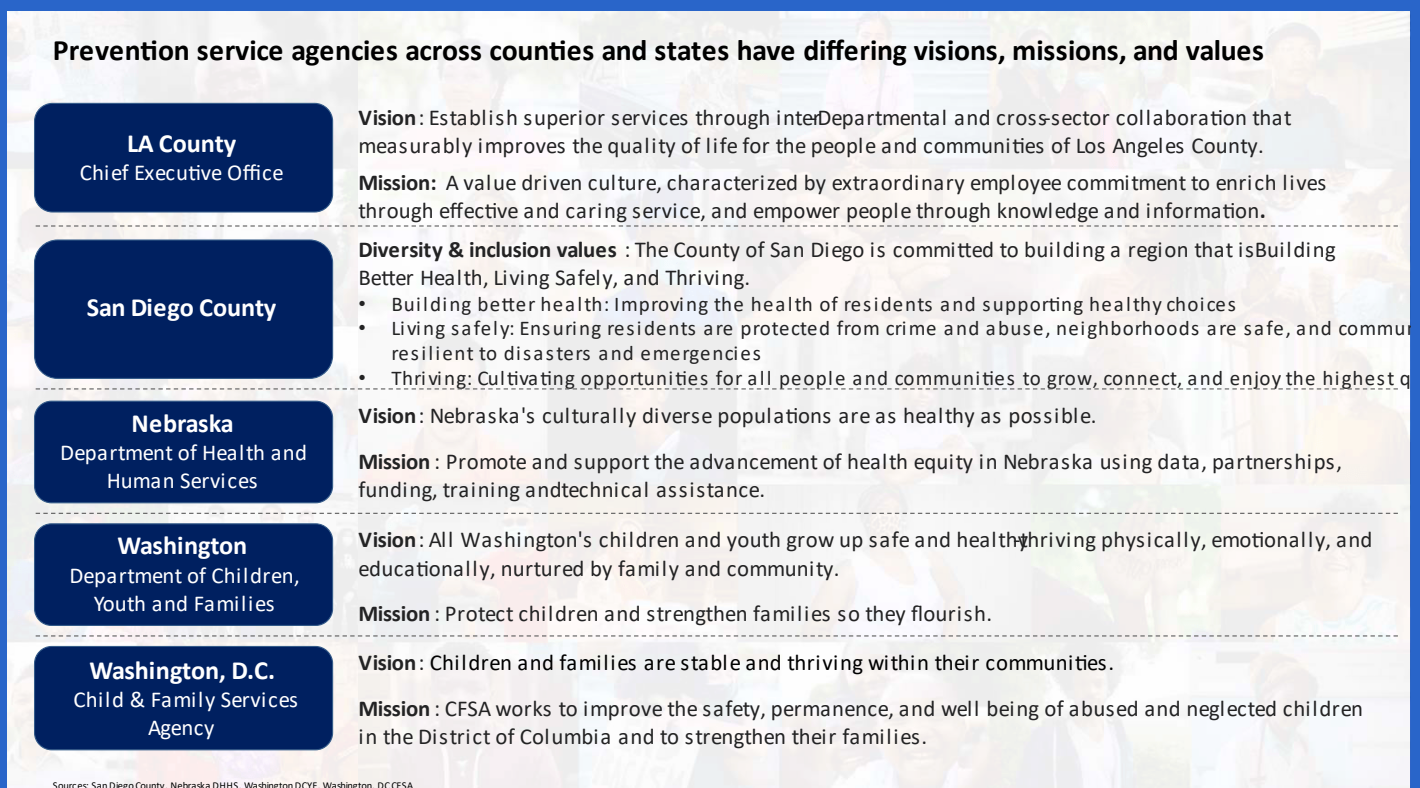 Prevention service agencies across counties and states have differing visions, missions, and values
LA County
Chief Executive Office
Vision: Establish superior services through interDepartmental and cross-sector collaboration that
measurably improves the quality of life for the people and communities of Los Angeles County.
Mission: A value driven culture, characterized by extraordinary employee commitment to enrich lives
through effective and caring service, and empower people through knowledge and information.
San Diego County
Diversity & inclusion values : The County of San Diego is committed to building a region that isBuilding
Better Health, Living Safely, and Thriving.
• Building better health: Improving the health of residents and supporting healthy choices
• Living safely: Ensuring residents are protected from crime and abuse, neighborhoods are safe, and
resilient to disasters and emergencies
• Thriving: Cultivating opportunities for all people and communities to grow, connect, and enjoy the highest
Nebraska
Department of Health and
Human Services
Vision: Nebraska's culturally diverse populations are as healthy as possible.
Mission : Promote and support the advancement of health equity in Nebraska using data, partnerships,
funding, training andtechnical assistance.
Washington
Department of Children,
Youth and Families
Vision: All Washington's children and youth grow up safe and healthy-thriving physically, emotionally, and
educationally, nurtured by family and community.
Mission : Protect children and strengthen families so they flourish.
Washington, D.C.
Child & Family Services
Agency
Vision: Children and families are stable and thriving within their communities.
Mission : CFSA works to improve the safety, permanence, and well being of abused and neglected children
in the District of Columbia and to strengthen their families.
Sources: San Diego County, Nebraska DHHS, Washington DCYF, Washington, DC CFSA